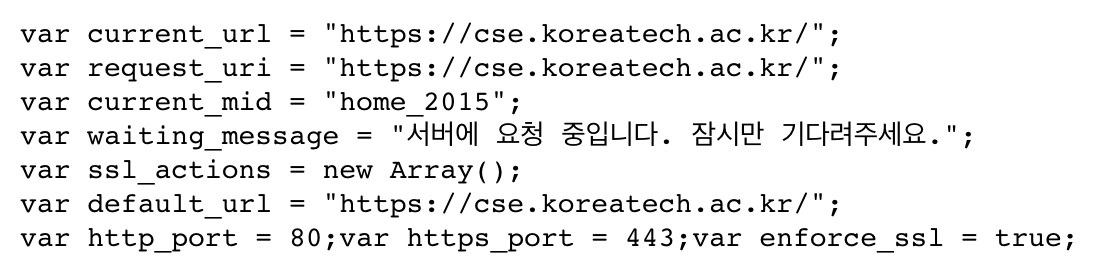 var current_url = "https://cse.koreatech.ac.kr/";
var request_uri = "https://cse.koreatech.ac.kr/";
var current_mid = "home_2015";
var waiting_message = "서버에 요청 중입니다. 잠시만 기다려주세요.";
var ssl_actions = new Array();
var default_url = "https://cse.koreatech.ac.kr/";
var http_port = 80;var https_port = 443;var enforce_ssl = true;